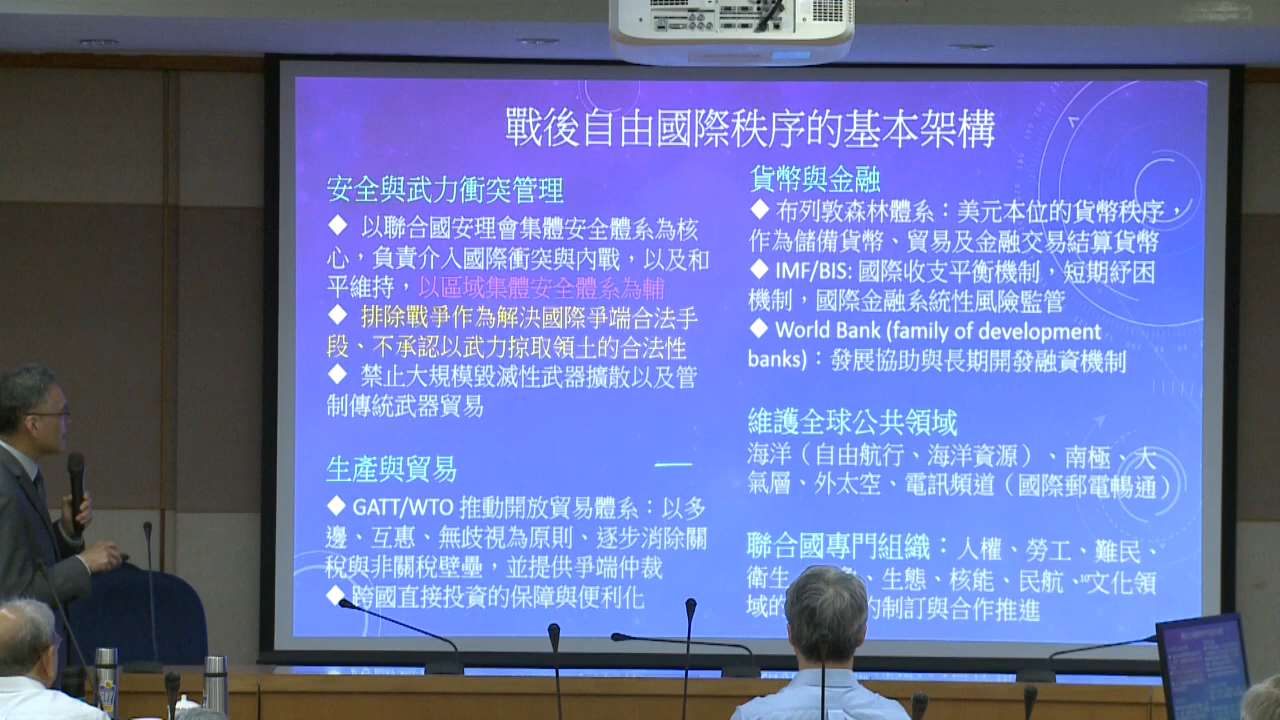 戰後自由國際秩序的基本架構
安全與武力衝突管理
◆ 以聯合國安理會集體安全體系為核
心，負責介入國際衝突與內戰，以及和
平維持，以區域集體安全體系為輔
◆ 排除戰爭作為解決國際爭端合法手
段、不承認以武力掠取領土的合法性
◆ 禁止大規模毀滅性武器擴散以及管
制傳統武器貿易
生產與貿易
◆ GATT/WTO 推動開放貿易體系：以多
邊、互惠、無歧視為原則、逐步消除關
稅與非關稅壁壘，並提供爭端仲裁
◆ 跨國直接投資的保障與便利化
貨幣與金融
◆ 布列敦森林體系：美元本位的貨幣秩序，
作為儲備貨幣、貿易及金融交易結算貨幣
◆ IMF/BIS: 國際收支平衡機制，短期紓困
機制，國際金融系統性風險監管
◆ World Bank (family of development
banks)：發展協助與長期開發融資機制
維護全球公共領域
海洋（自由航行、海洋資源）、南極、大
氣層、外太空、電訊頻道（國際郵電暢通）
聯合國專門組織：人權、勞工、難民、
衛生、生態、核能、民航、文化領
域的 的制訂與合作推進
10